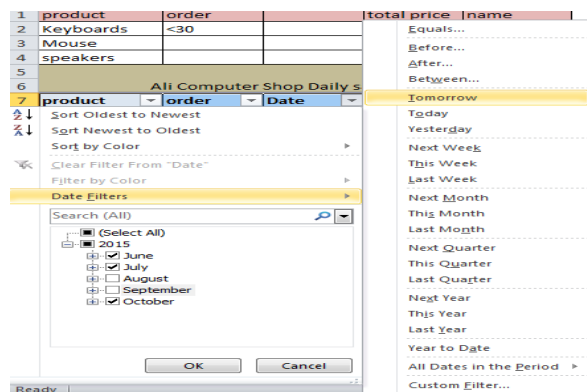 1 product order total price name
2 Keyboards <30
3 Mouse
4 speakers
5
6 Ali Computer Shop Daily s
7 product order Date
Sort Oldest to Newest
Sort Newest to Oldest
Sort by Color
Clear Filter From "Date"
Filter by Color
Date Filters
Search (All)
(Select All)
2015
June
July
August
September
October
OK Cancel
Ready
Equals...
Before...
After...
Between...
Tomorrow
Today
Yesterday
Next Week
This Week
Last Week
Next Month
This Month
Last Month
Next Quarter
This Quarter
Last Quarter
Next Year
This Year
Last Year
Year to Date
All Dates in the Period
Custom Filter...